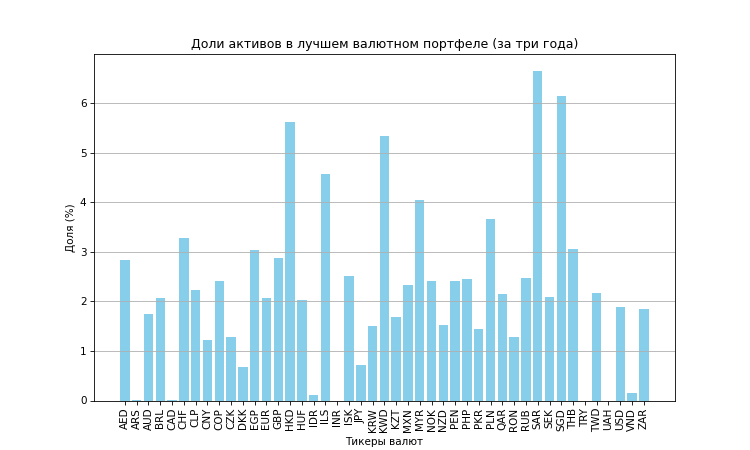 Доли активов в лучшем валютном портфеле (за три года)
Доля (%)
6
5
4
3
2
1
0
AED ARS AUD BRL CAD CHF CLP CNY COP CZK DKK EGP EUR GBP HKD HUF IDR ILS INR ISK JPY KRW KWD KZT MXN MYR NOK NZD PEN PHP PKR PLN QAR RON RUB SAR SEK SGD THB TRY TWD UAH USD VND ZAR
Тикеры валют